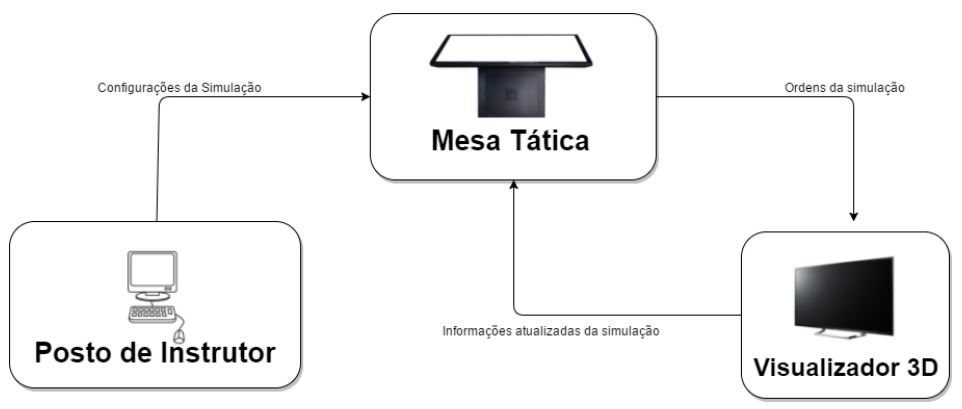 Configurações da Simulação
Ordens da simulação
Mesa Tática
Informações atualizadas da simulação
Posto de Instrutor
Visualizador 3D